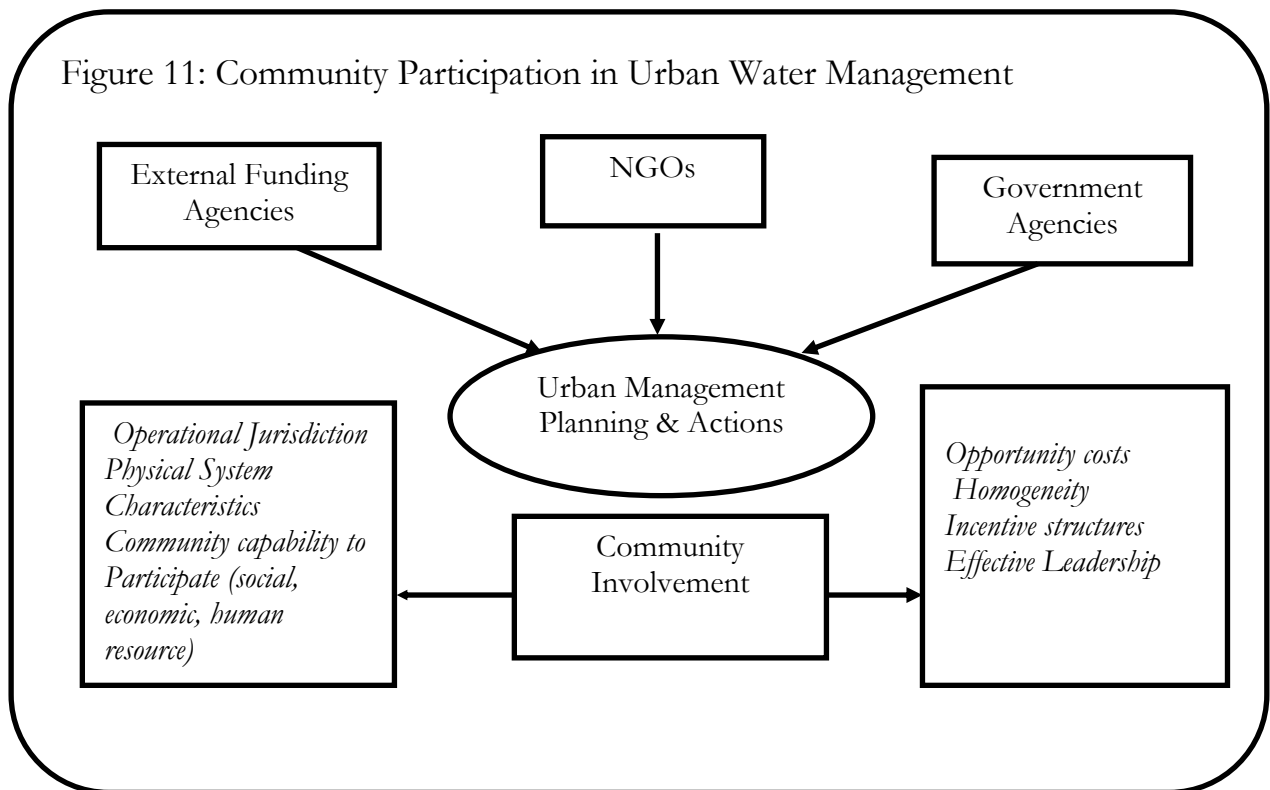 Figure 11: Community Participation in Urban Water Management
External Funding
Agencies
NGOs
Government
Agencies
Urban Management
Planning & Actions
Operational Jurisdiction
Physical System
Characteristics
Community capability to
Participate (social,
economic, human
resource)
Community
Involvement
Opportunity costs
Homogeneity
Incentive structures
Effective Leadership